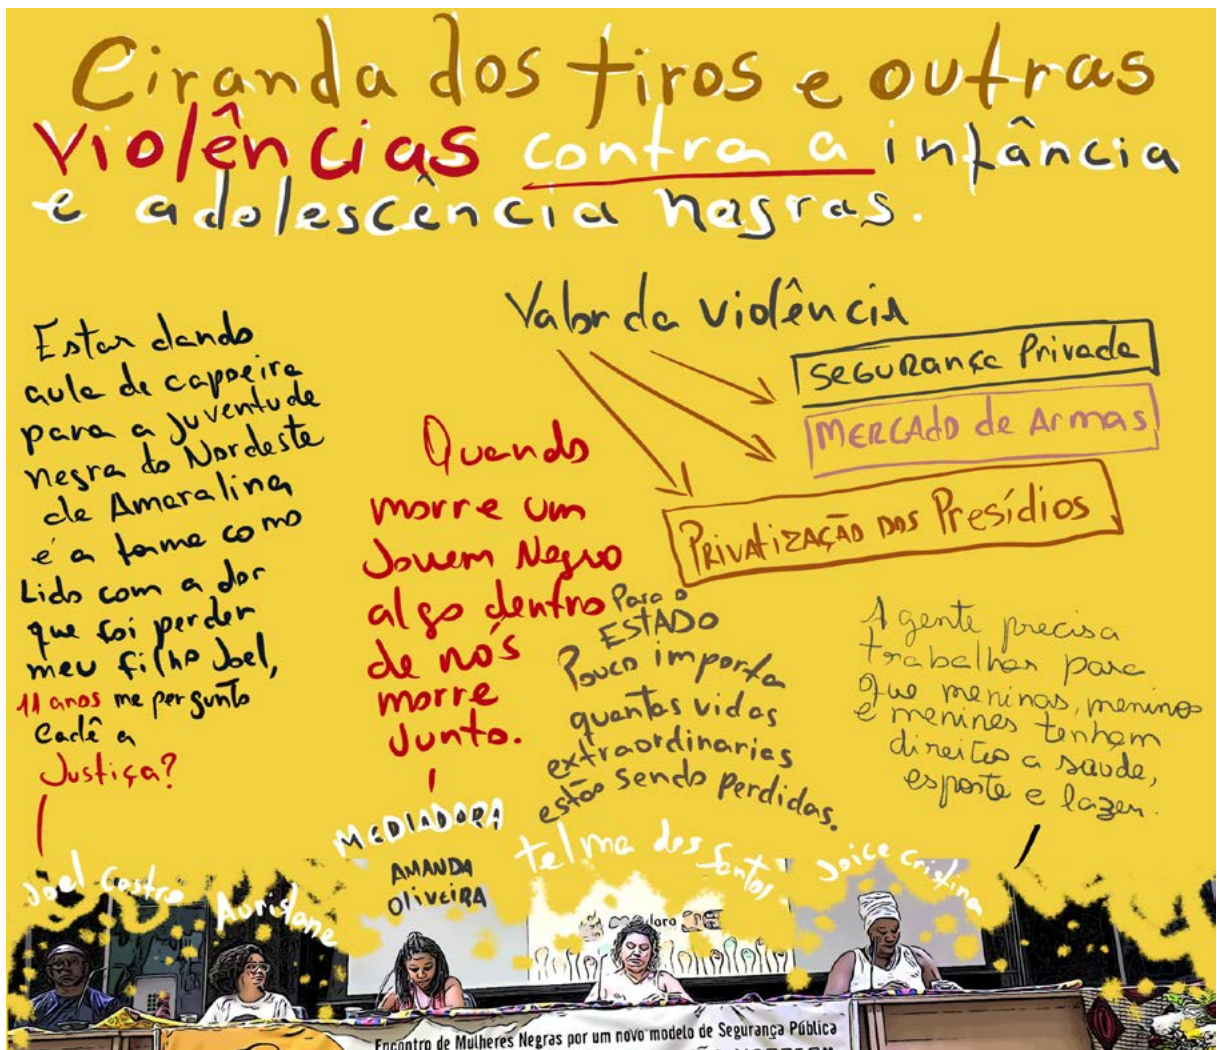 Ciranda dos tiros e outras
violências contra a infância
e adolescência negras.
Estar dando
aula de capoeira
para a juventude
negra do Nordeste
de Amaralina
é a forma como
Lido com a dor
que foi perder
meu filho Joel,
11 anos me pergunto
Cadê a
Justiça?
Quando
morre um
Jovem Negro
algo dentro
de nós
morre
Junto.
Valor da violência
SEGURança Privada
MERCAdo de Armas
PRIVATIZAÇÃO DOS Presídios
Para o
ESTADO
Pouco importa
quantas vidas
extraordinarias
estão sendo perdidas.
A gente precisa
trabalhar para
que meninas, meninos
e menines tenham
direito a saude,
esporte e lazer.
Joel Castro
Auristane
MEDIADORA
AMANDA
OliveiRA
telma dos Santos
Joice Cristina
Encontro de Mulheres Negras por um novo modelo de Segurança Pública